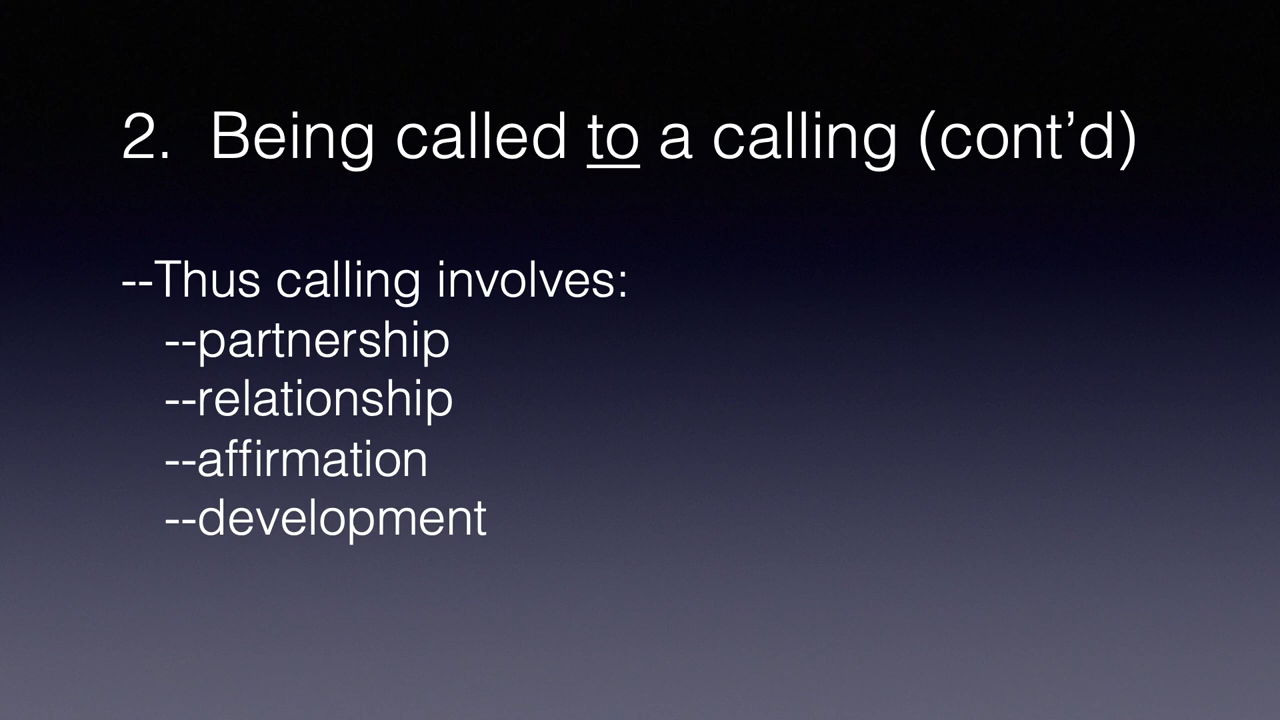 2. Being called to a calling (cont’d)
--Thus calling involves:
--partnership
--relationship
--affirmation
--development